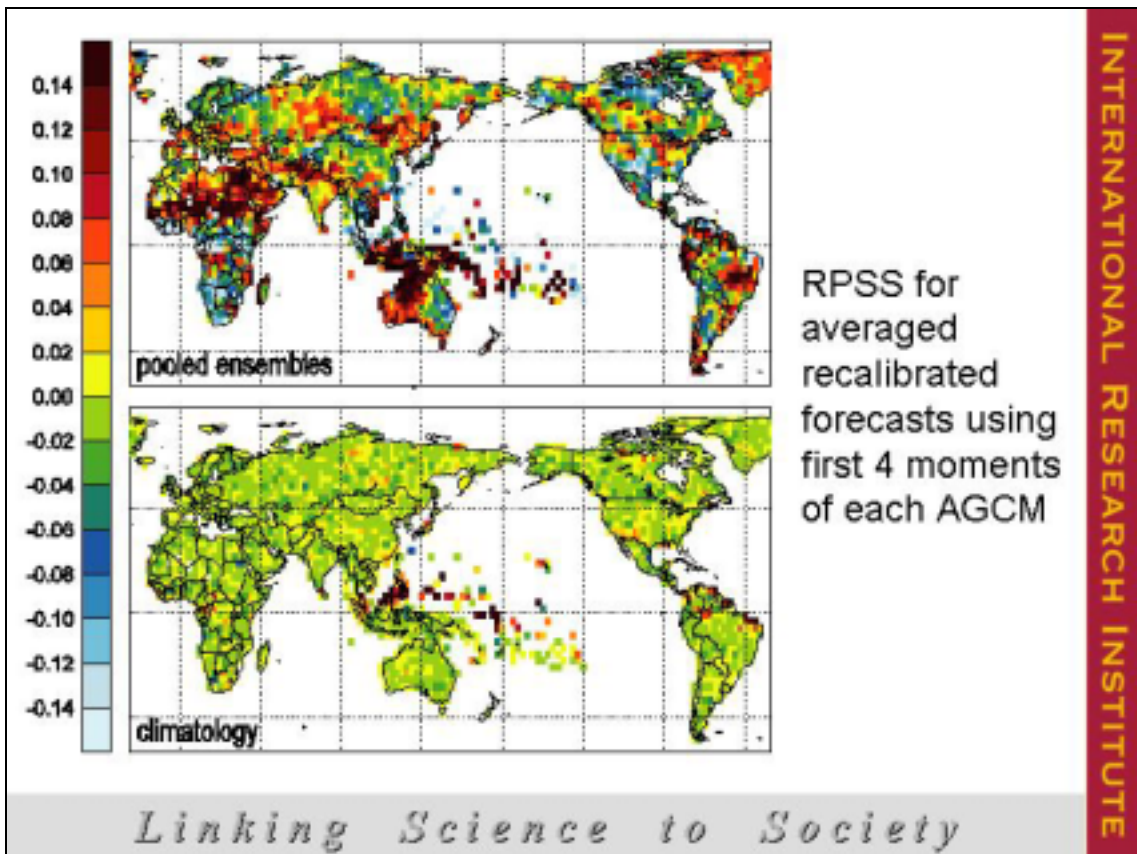 0.14
0.12
0.10
0.08
0.06
0.04
0.02
0.00
-0.02
-0.04
-0.06
-0.08
-0.10
-0.12
-0.14
pooled ensembles
climatology
RPSS for
averaged
recalibrated
forecasts using
first 4 moments
of each AGCM
INTERNATIONAL RESEARCH INSTITUTE
Linking Science to Society